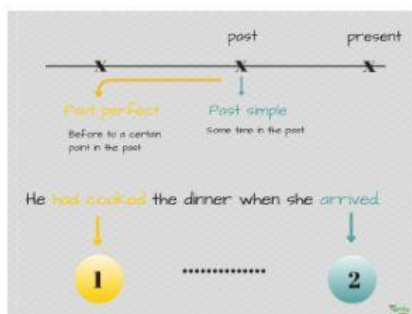 past present
x x x
Past perfect Past simple
Before to a certain Some time in the past
point in the past
He had cooked the dinner when she arrived.
1 .............. 2